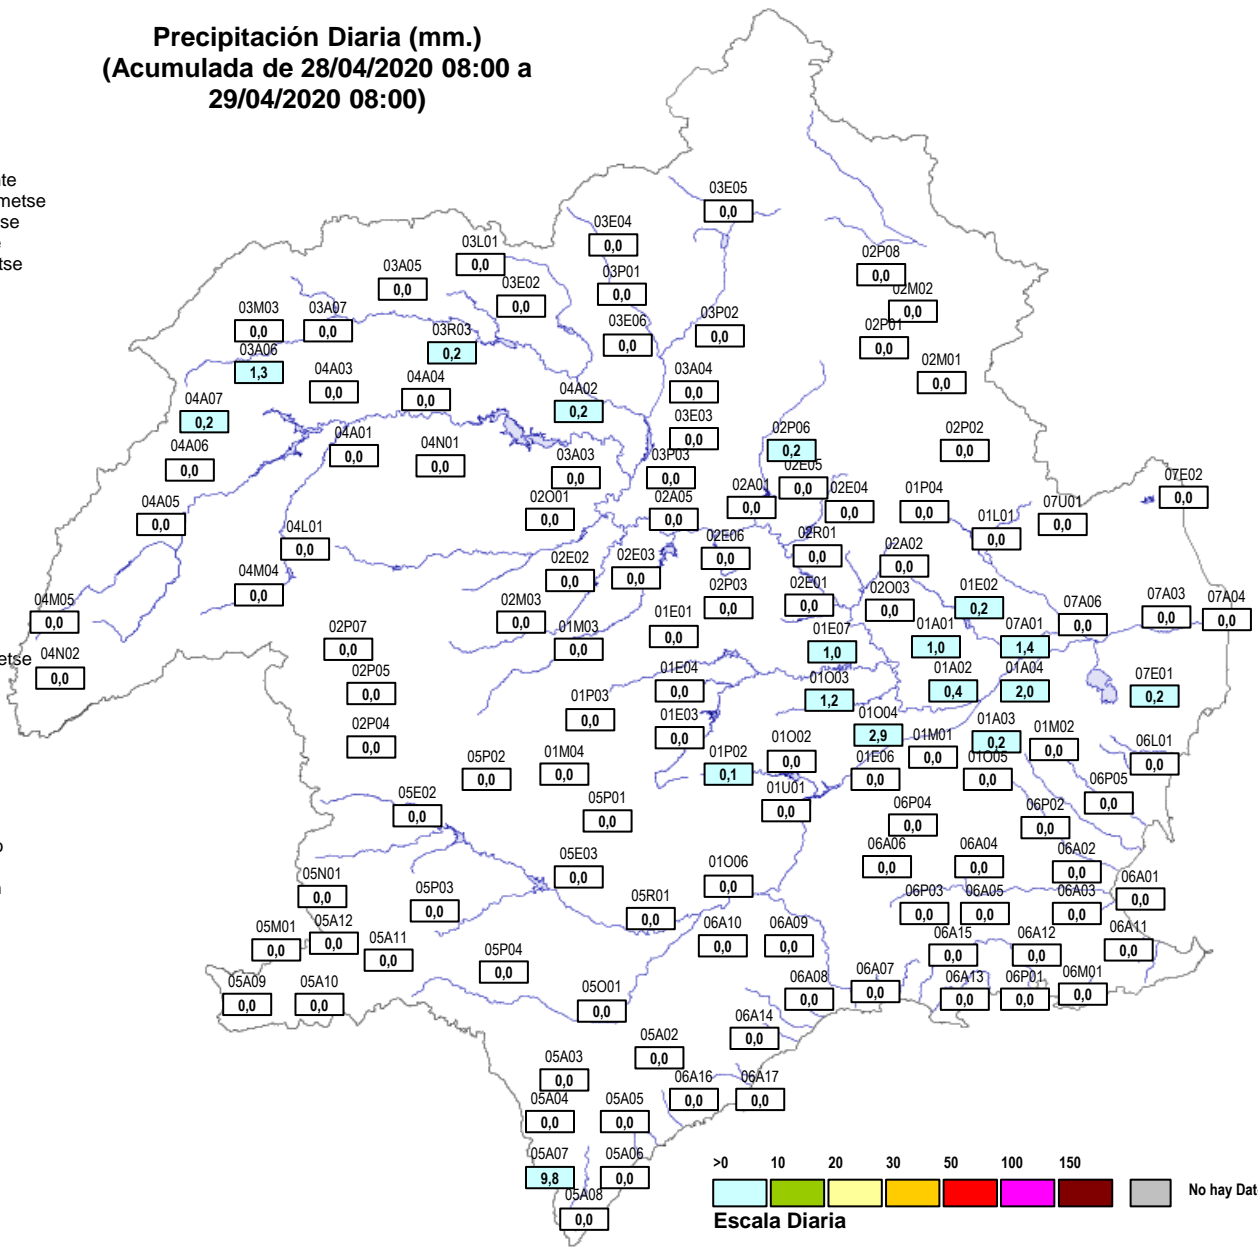 Precipitación Diaria (mm.)
(Acumulada de 28/04/2020 08:00 a
29/04/2020 08:00)
metse
03E05
0,0
03E04
0,0
03L01
0,0
02P08
0,0
03A05
0,0
03P01
0,0
03E02
0,0
02M02
0,0
03M03
0,0
03A07
0,0
03P02
0,0
03R03
0,2
03E06
0,0
02P01
0,0
03A06
1,3
02M01
0,0
04A03
0,0
04A04
0,0
03A04
0,0
04A07
0,2
04A02
0,2
03E03
0,0
02P06
0,2
02P02
0,0
04A01
0,0
04A06
0,0
04N01
0,0
03A03
0,0
03P03
0,0
02E05
0,0
07E02
0,0
02A01
0,0
02E04
0,0
01P04
0,0
04A05
0,0
02O01
0,0
02A05
0,0
07U01
0,0
01L01
0,0
04L01
0,0
02E06
0,0
02R01
0,0
02A02
0,0
02E02
0,0
02E03
0,0
04M04
0,0
04M05
0,0
02M03
0,0
02P03
0,0
02E01
0,0
02O03
0,0
01E02
0,2
07A03
0,0
07A04
0,0
07A06
0,0
01E01
0,0
01M03
0,0
02P07
0,0
01E07
1,0
01A01
1,0
07A01
1,4
etse
04N02
0,0
02P05
0,0
01E04
0,0
01O03
1,2
01A02
0,4
01A04
2,0
07E01
0,2
01P03
0,0
02P04
0,0
01E03
0,0
01O04
2,9
01A03
0,2
01M02
0,0
01M01
0,0
06L01
0,0
05P02
0,0
01M04
0,0
01P02
0,1
01O02
0,0
01E06
0,0
01O05
0,0
06P05
0,0
01U01
0,0
05E02
0,0
05P01
0,0
06P04
0,0
06P02
0,0
05E03
0,0
01O06
0,0
06A06
0,0
06A04
0,0
06A02
0,0
05N01
0,0
05P03
0,0
05R01
0,0
06P03
0,0
06A05
0,0
06A03
0,0
06A01
0,0
05M01
0,0
05A12
0,0
05A11
0,0
06A10
0,0
06A09
0,0
06A15
0,0
06A12
0,0
06A11
0,0
05P04
0,0
05A09
0,0
05A10
0,0
05O01
0,0
06A08
0,0
06A07
0,0
06A13
0,0
06P01
0,0
06M01
0,0
06A14
0,0
05A02
0,0
05A03
0,0
06A16
0,0
06A17
0,0
05A04
0,0
05A05
0,0
05A07
9,8
05A06
0,0
05A08
0,0
>0 10 20 30 50 100 150
No hay Dat
Escala Diaria